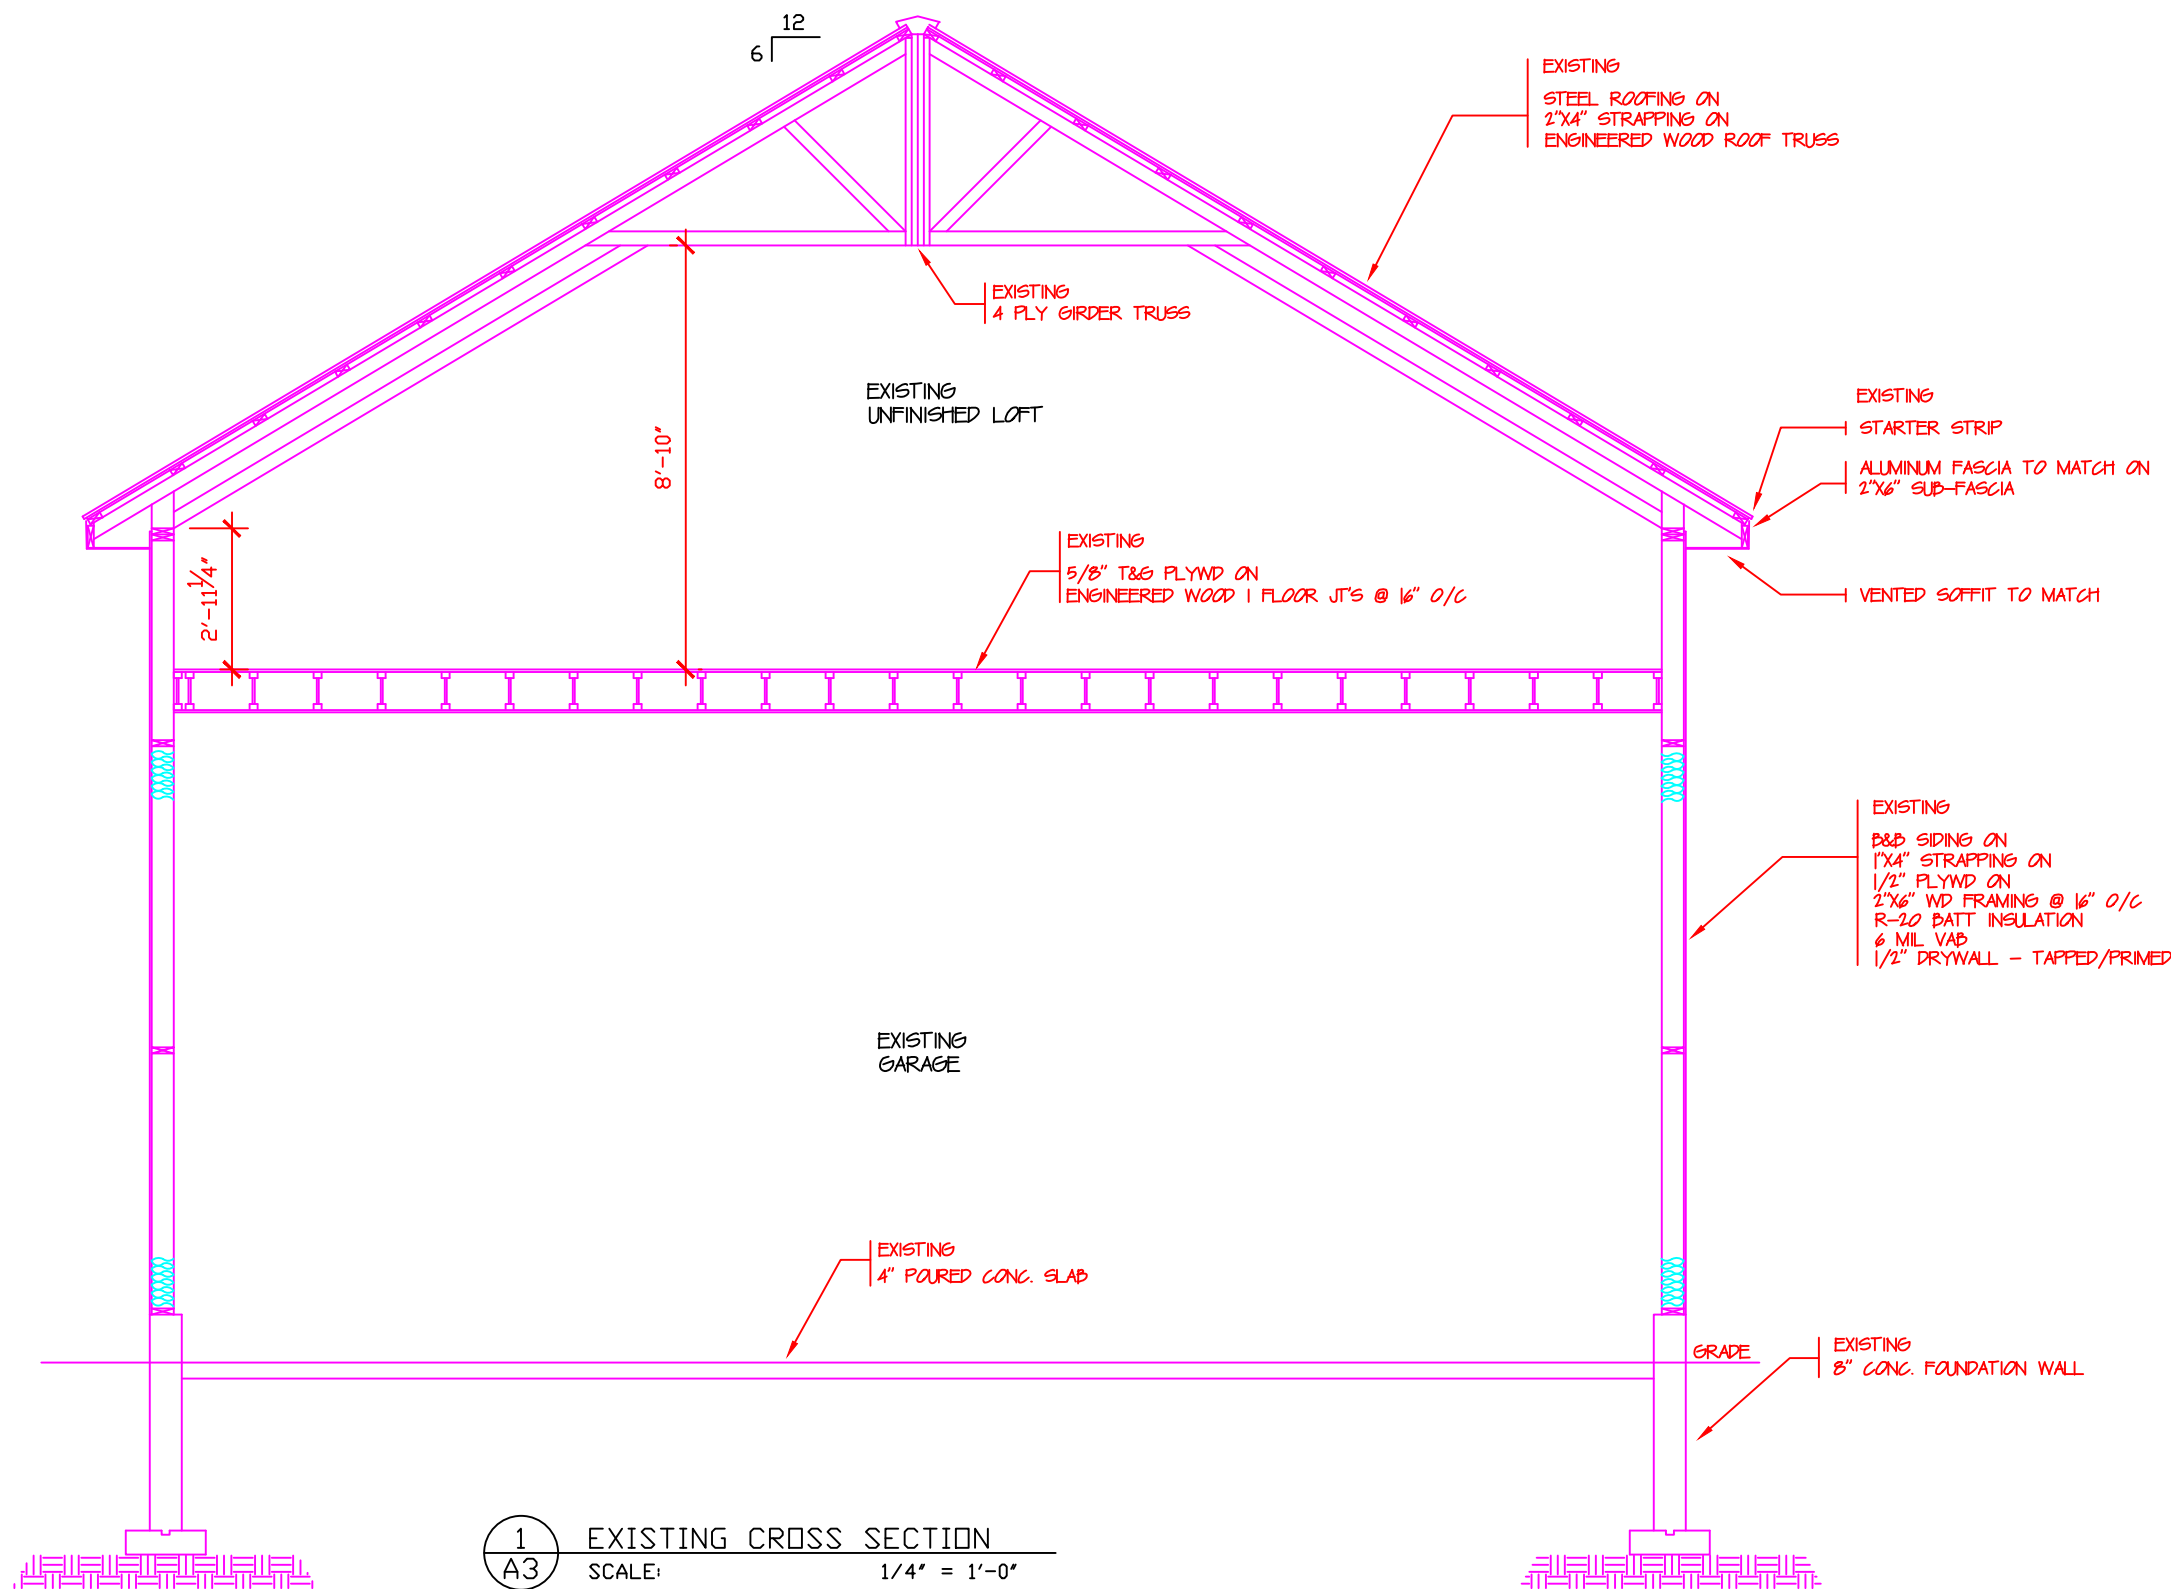 12
6
EXISTING
STEEL ROOFING ON
2"X4" STRAPPING ON
ENGINEERED WOOD ROOF TRUSS
EXISTING
4 PLY GIRDER TRUSS
EXISTING
UNFINISHED LOFT
8'-10"
2'-11 1/4"
EXISTING
STARTER STRIP
ALUMINUM FASCIA TO MATCH ON
2"X6" SUB-FASCIA
VENTED SOFFIT TO MATCH
EXISTING
5/8" T&G PLYWD ON
ENGINEERED WOOD I FLOOR JT'S @ 16" O/C
EXISTING
B&B SIDING ON
1"X4" STRAPPING ON
1/2" PLYWD ON
2"X6" WD FRAMING @ 16" O/C
R-20 BATT INSULATION
6 MIL VAB
1/2" DRYWALL - TAPPED/PRIMED
EXISTING
GARAGE
EXISTING
4" POURED CONC. SLAB
GRADE
EXISTING
8" CONC. FOUNDATION WALL
1
A3
EXISTING CROSS SECTION
SCALE: 1/4" = 1'-0"